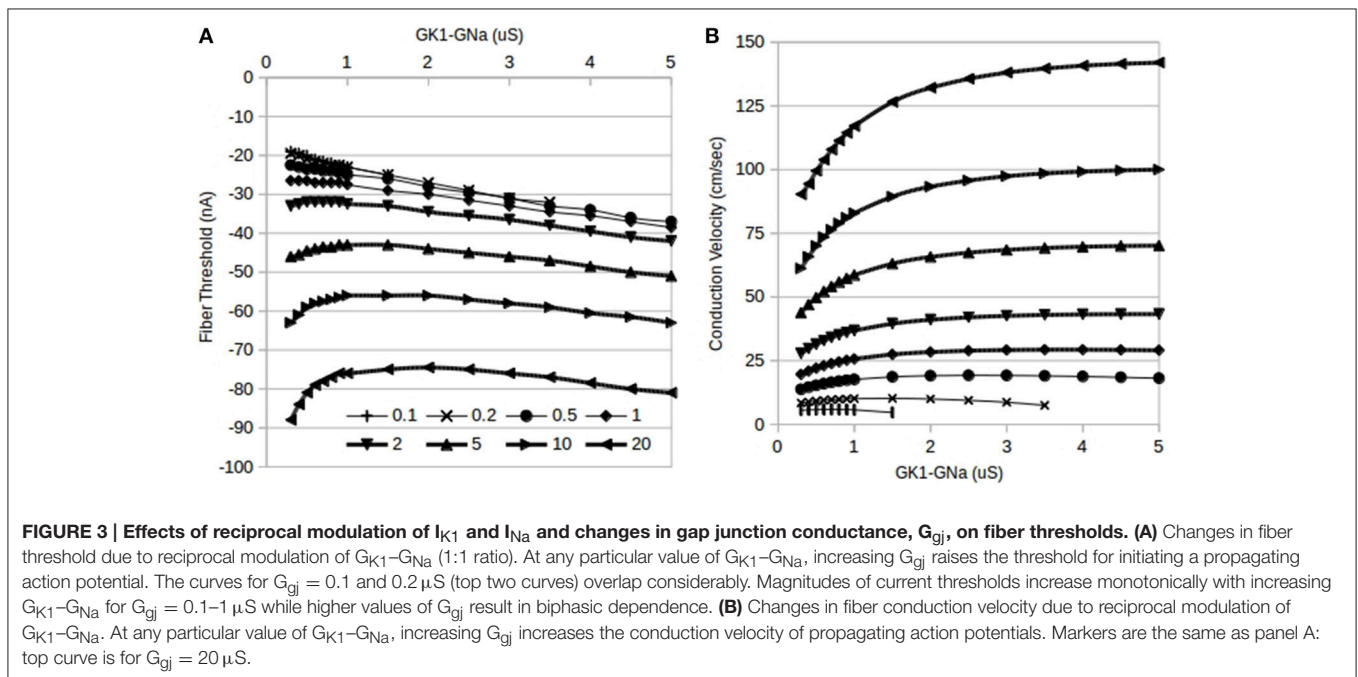 A
GK1-GNa (uS)
0 1 2 3 4 5
0
-10
-20
-30
-40
-50
-60
-70
-80
-90
-100
Fiber Threshold (nA)
0.1 0.2 0.5 1
2 5 10 20
B
150
125
100
75
50
25
0
Conduction Velocity (cm/sec)
0 1 2 3 4 5
GK1-GNa (uS)
FIGURE 3 | Effects of reciprocal modulation of IK1 and INa and changes in gap junction conductance, Ggj, on fiber thresholds. (A) Changes in fiber
threshold due to reciprocal modulation of GK1–GNa (1:1 ratio). At any particular value of GK1–GNa, increasing Ggj raises the threshold for initiating a propagating
action potential. The curves for Ggj = 0.1 and 0.2 μS (top two curves) overlap considerably. Magnitudes of current thresholds increase monotonically with increasing
GK1–GNa for Ggj = 0.1–1 μS while higher values of Ggj result in biphasic dependence. (B) Changes in fiber conduction velocity due to reciprocal modulation of
GK1–GNa. At any particular value of GK1–GNa, increasing Ggj increases the conduction velocity of propagating action potentials. Markers are the same as panel A:
top curve is for Ggj = 20 μS.